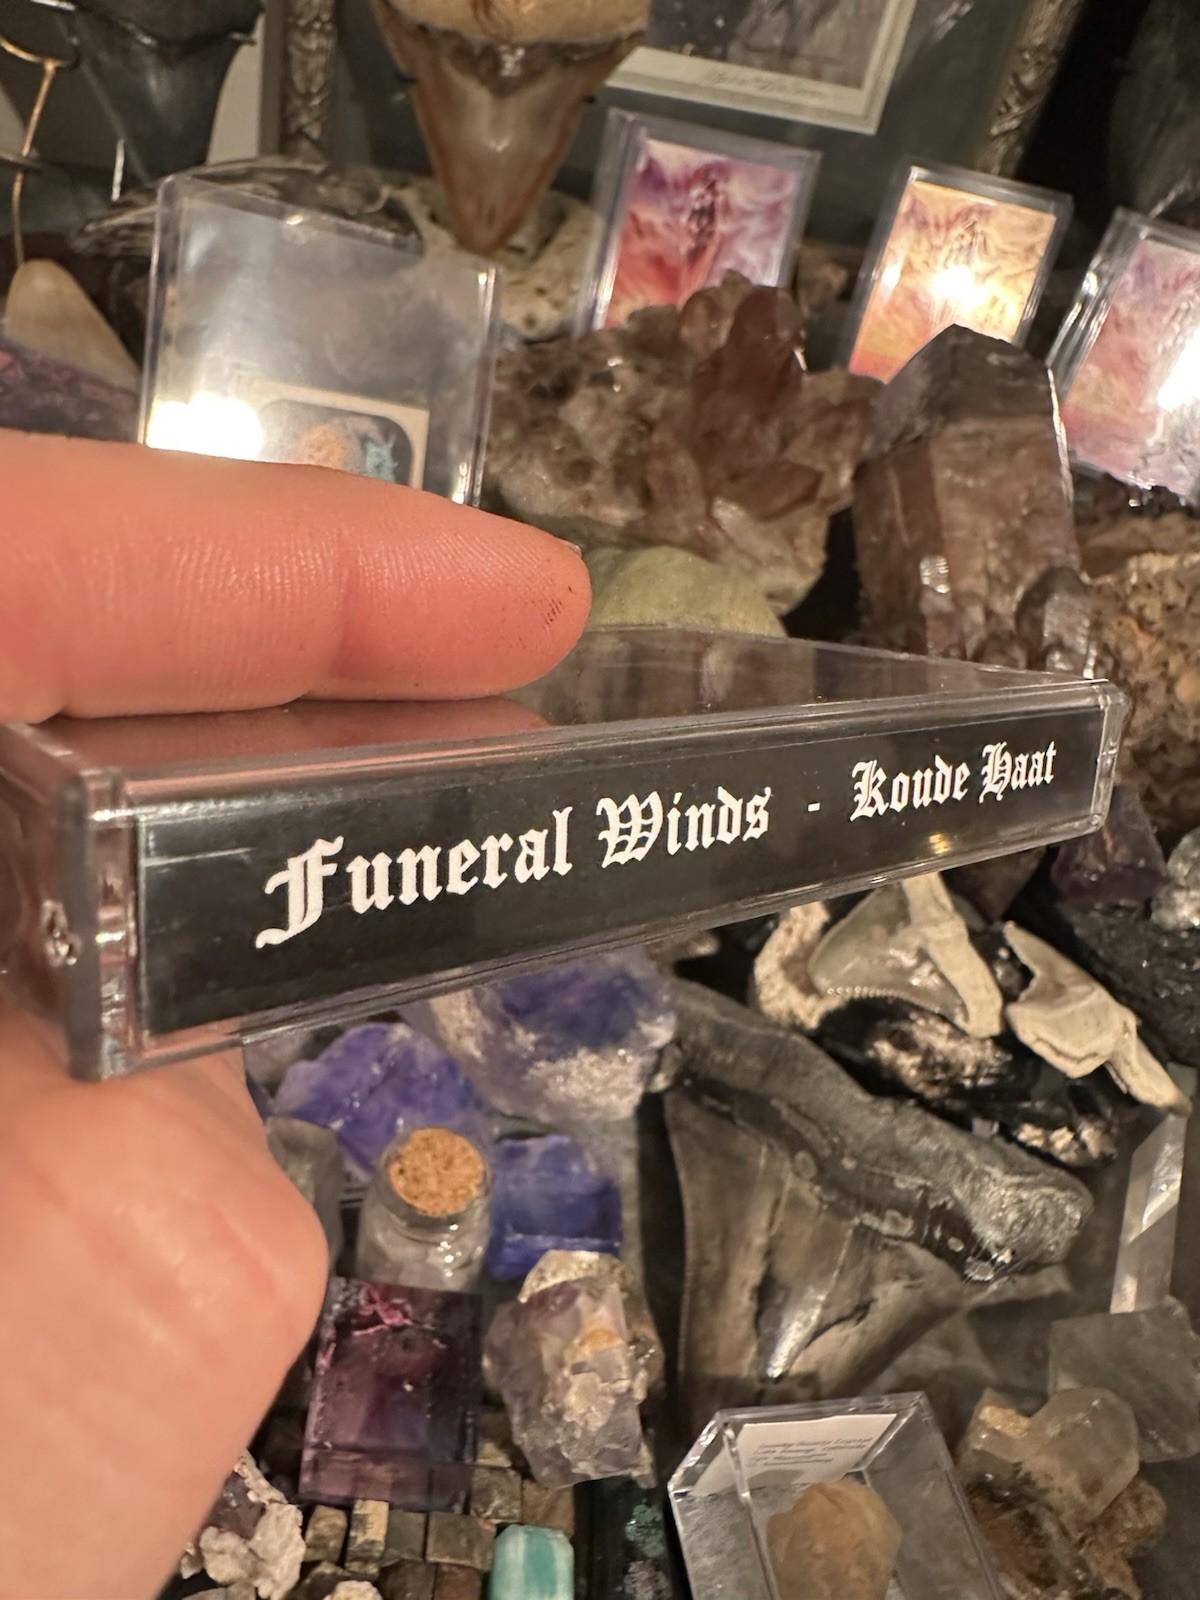 Funeral Winds - Koude Haat